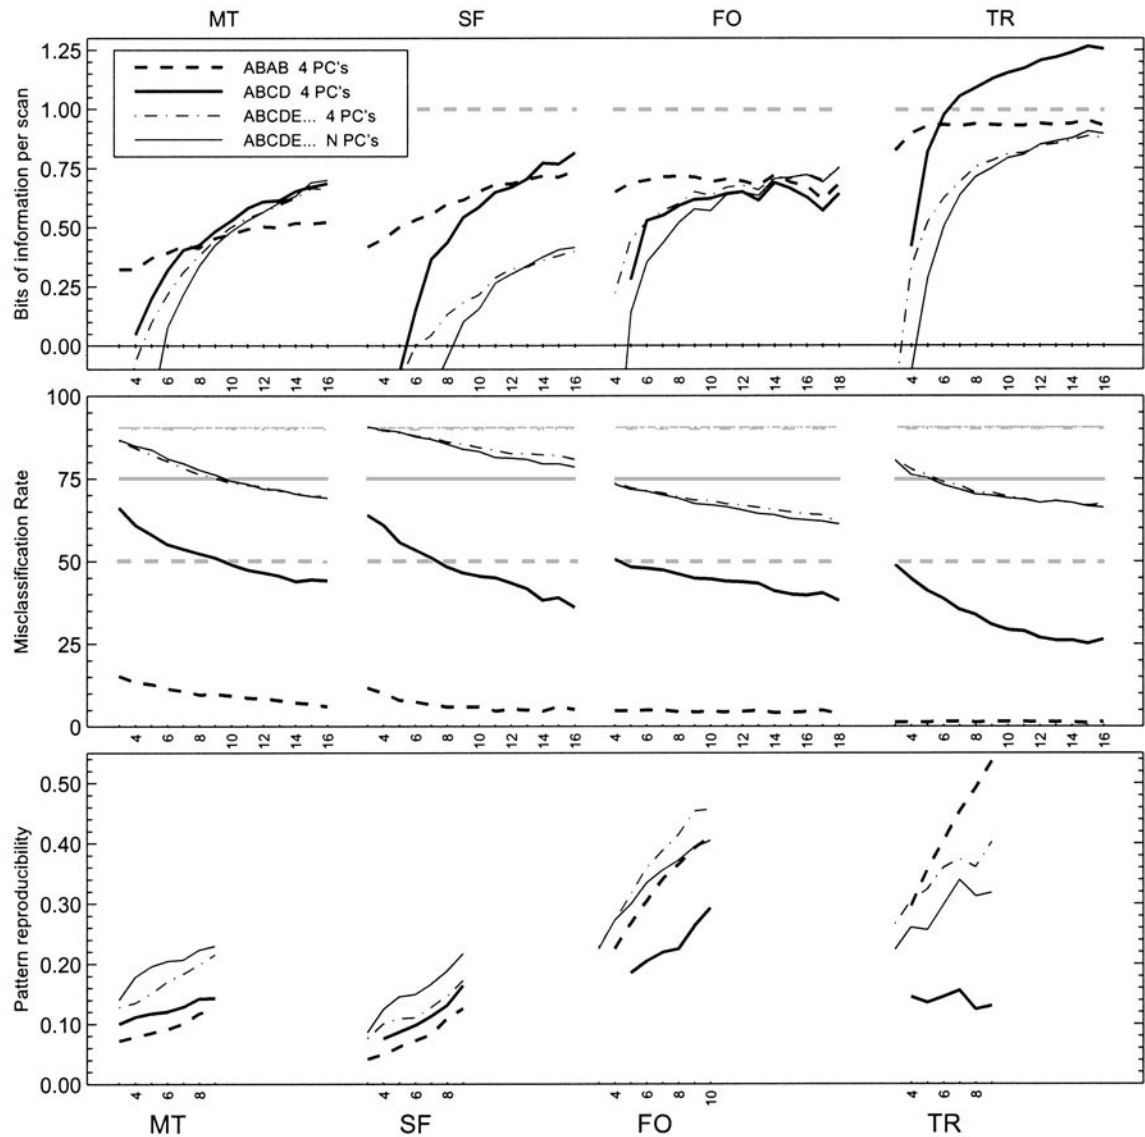 MT SF FO TR
Bits of information per scan
1.25
1.00
0.75
0.50
0.25
0.00
ABAB 4 PC's
ABCD 4 PC's
ABCDE... 4 PC's
ABCDE... N PC's
4 6 8 10 12 14 16 4 6 8 10 12 14 16 4 6 8 10 12 14 16 18 4 6 8 10 12 14 16
Misclassification Rate
100
75
50
25
0
4 6 8 10 12 14 16 4 6 8 10 12 14 16 4 6 8 10 12 14 16 18 4 6 8 10 12 14 16
Pattern reproducibility
0.50
0.40
0.30
0.20
0.10
0.00
4 6 8 4 6 8 4 6 8 10 4 6 8
MT SF FO TR